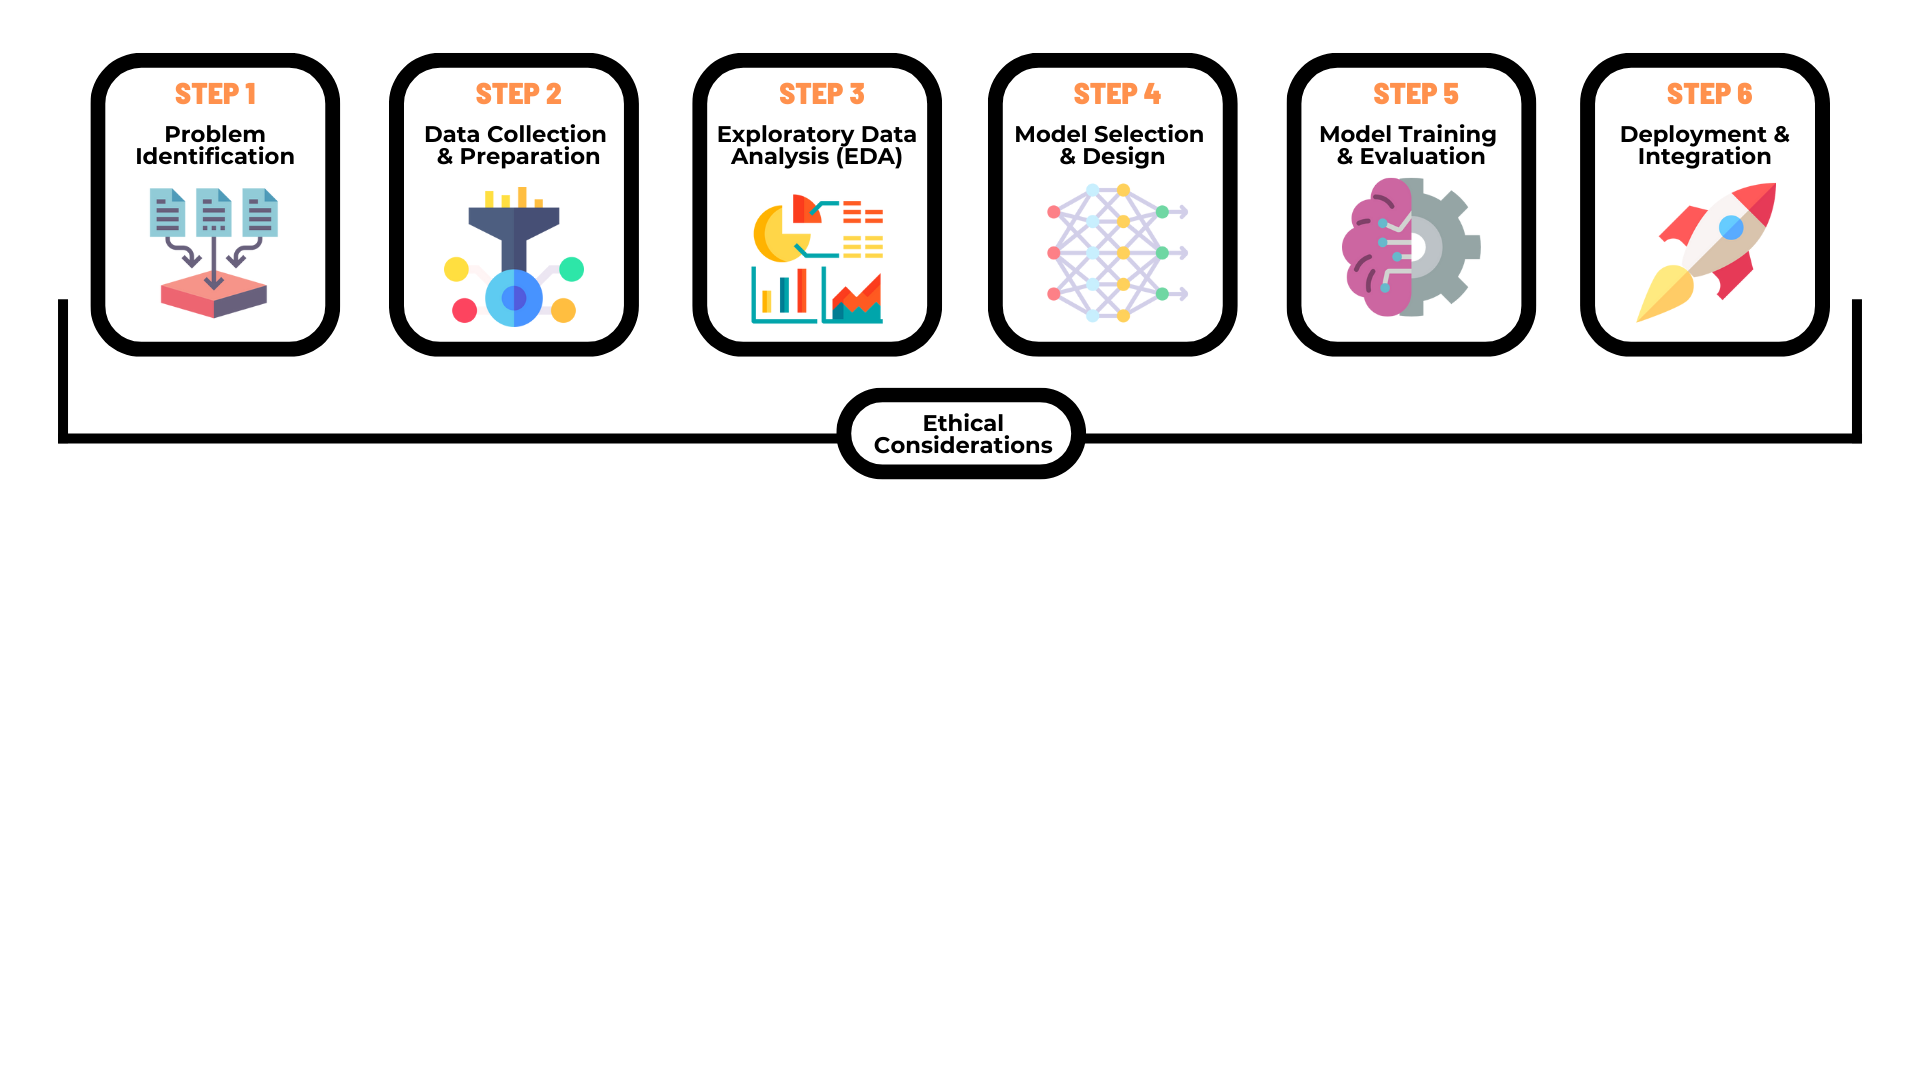 STEP 1
Problem
Identification
STEP 2
Data Collection
& Preparation
STEP 3
Exploratory Data
Analysis (EDA)
STEP 4
Model Selection
& Design
STEP 5
Model Training
& Evaluation
STEP 6
Deployment &
Integration
Ethical
Considerations